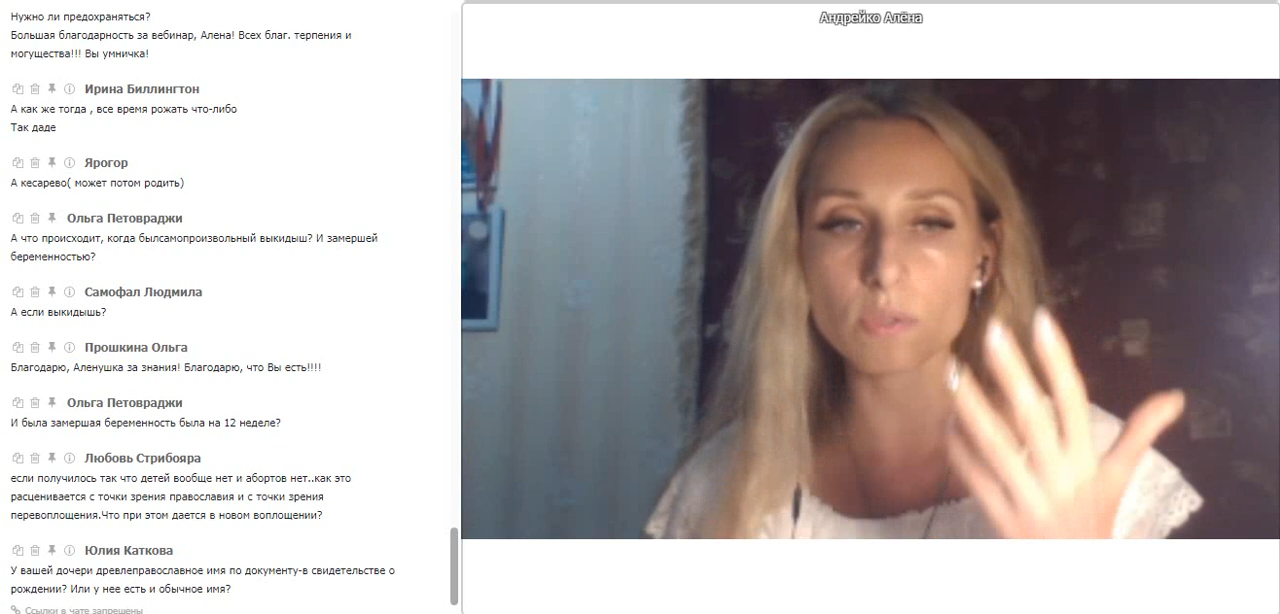 Нужно ли предохраняться?
Большая благодарность за вебинар, Алена! Всех благ. терпения и
могущества!!! Вы умничка!
Ирина Биллингтон
А как же тогда , все время рожать что-либо
Так даде
Ярогор
А кесарево( может потом родить)
Ольга Петовраджи
А что происходит, когда былсамопроизвольный выкидыш? И замершей
беременностью?
Самофал Людмила
А если выкидышь?
Прошкина Ольга
Благодарю, Аленушка за знания! Благодарю, что Вы есть!!!!
Ольга Петовраджи
И была замершая беременность была на 12 неделе?
Любовь Стрибояра
если получилось так что детей вообще нет и абортов нет..как это
расценивается с точки зрения православия и с точки зрения
перевоплощения.Что при этом дается в новом воплощении?
Юлия Каткова
У вашей дочери древлеправославное имя по документу-в свидетельстве о
рождении? Или у нее есть и обычное имя?
Ссылки в чате запрещены
Андрейко Алёна